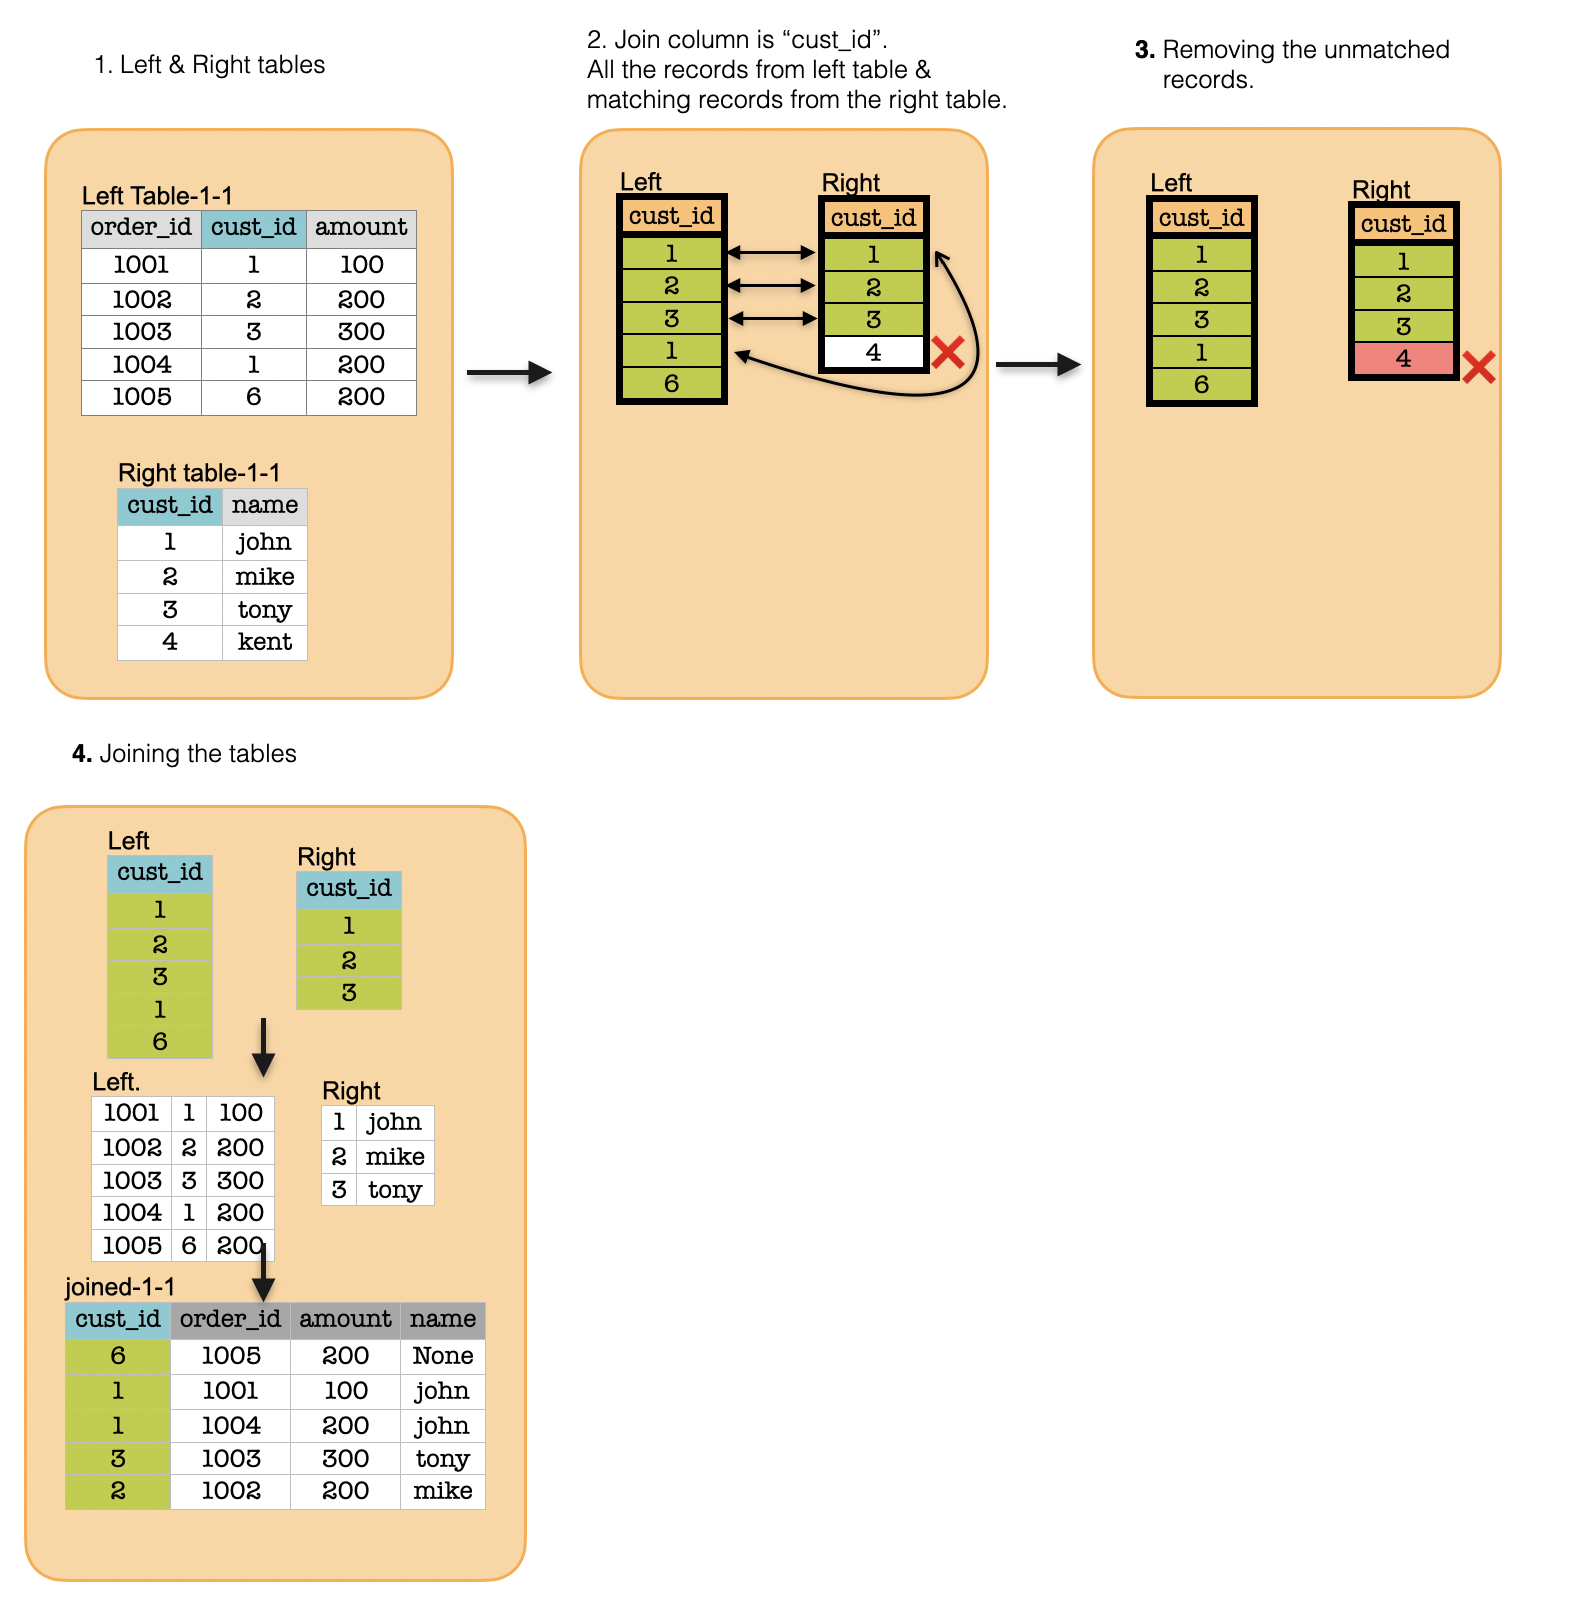 1. Left & Right tables
2. Join column is “cust_id”.
All the records from left table &
matching records from the right table.
3. Removing the unmatched
records.
Left Table-1-1
order_id cust_id amount
1001 1 100
1002 2 200
1003 3 300
1004 1 200
1005 6 200
Right table-1-1
cust_id name
1 john
2 mike
3 tony
4 kent
Left
cust_id
1
2
3
1
6
Right
cust_id
1
2
3
4
Left
cust_id
1
2
3
1
6
Right
cust_id
1
2
3
4
4. Joining the tables
Left
cust_id
1
2
3
1
6
Right
cust_id
1
2
3
Left.
1001 1 100
1002 2 200
1003 3 300
1004 1 200
1005 6 200
Right
1 john
2 mike
3 tony
joined-1-1
cust_id order_id amount name
6 1005 200 None
1 1001 100 john
1 1004 200 john
3 1003 300 tony
2 1002 200 mike